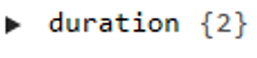 ▶ duration {2}